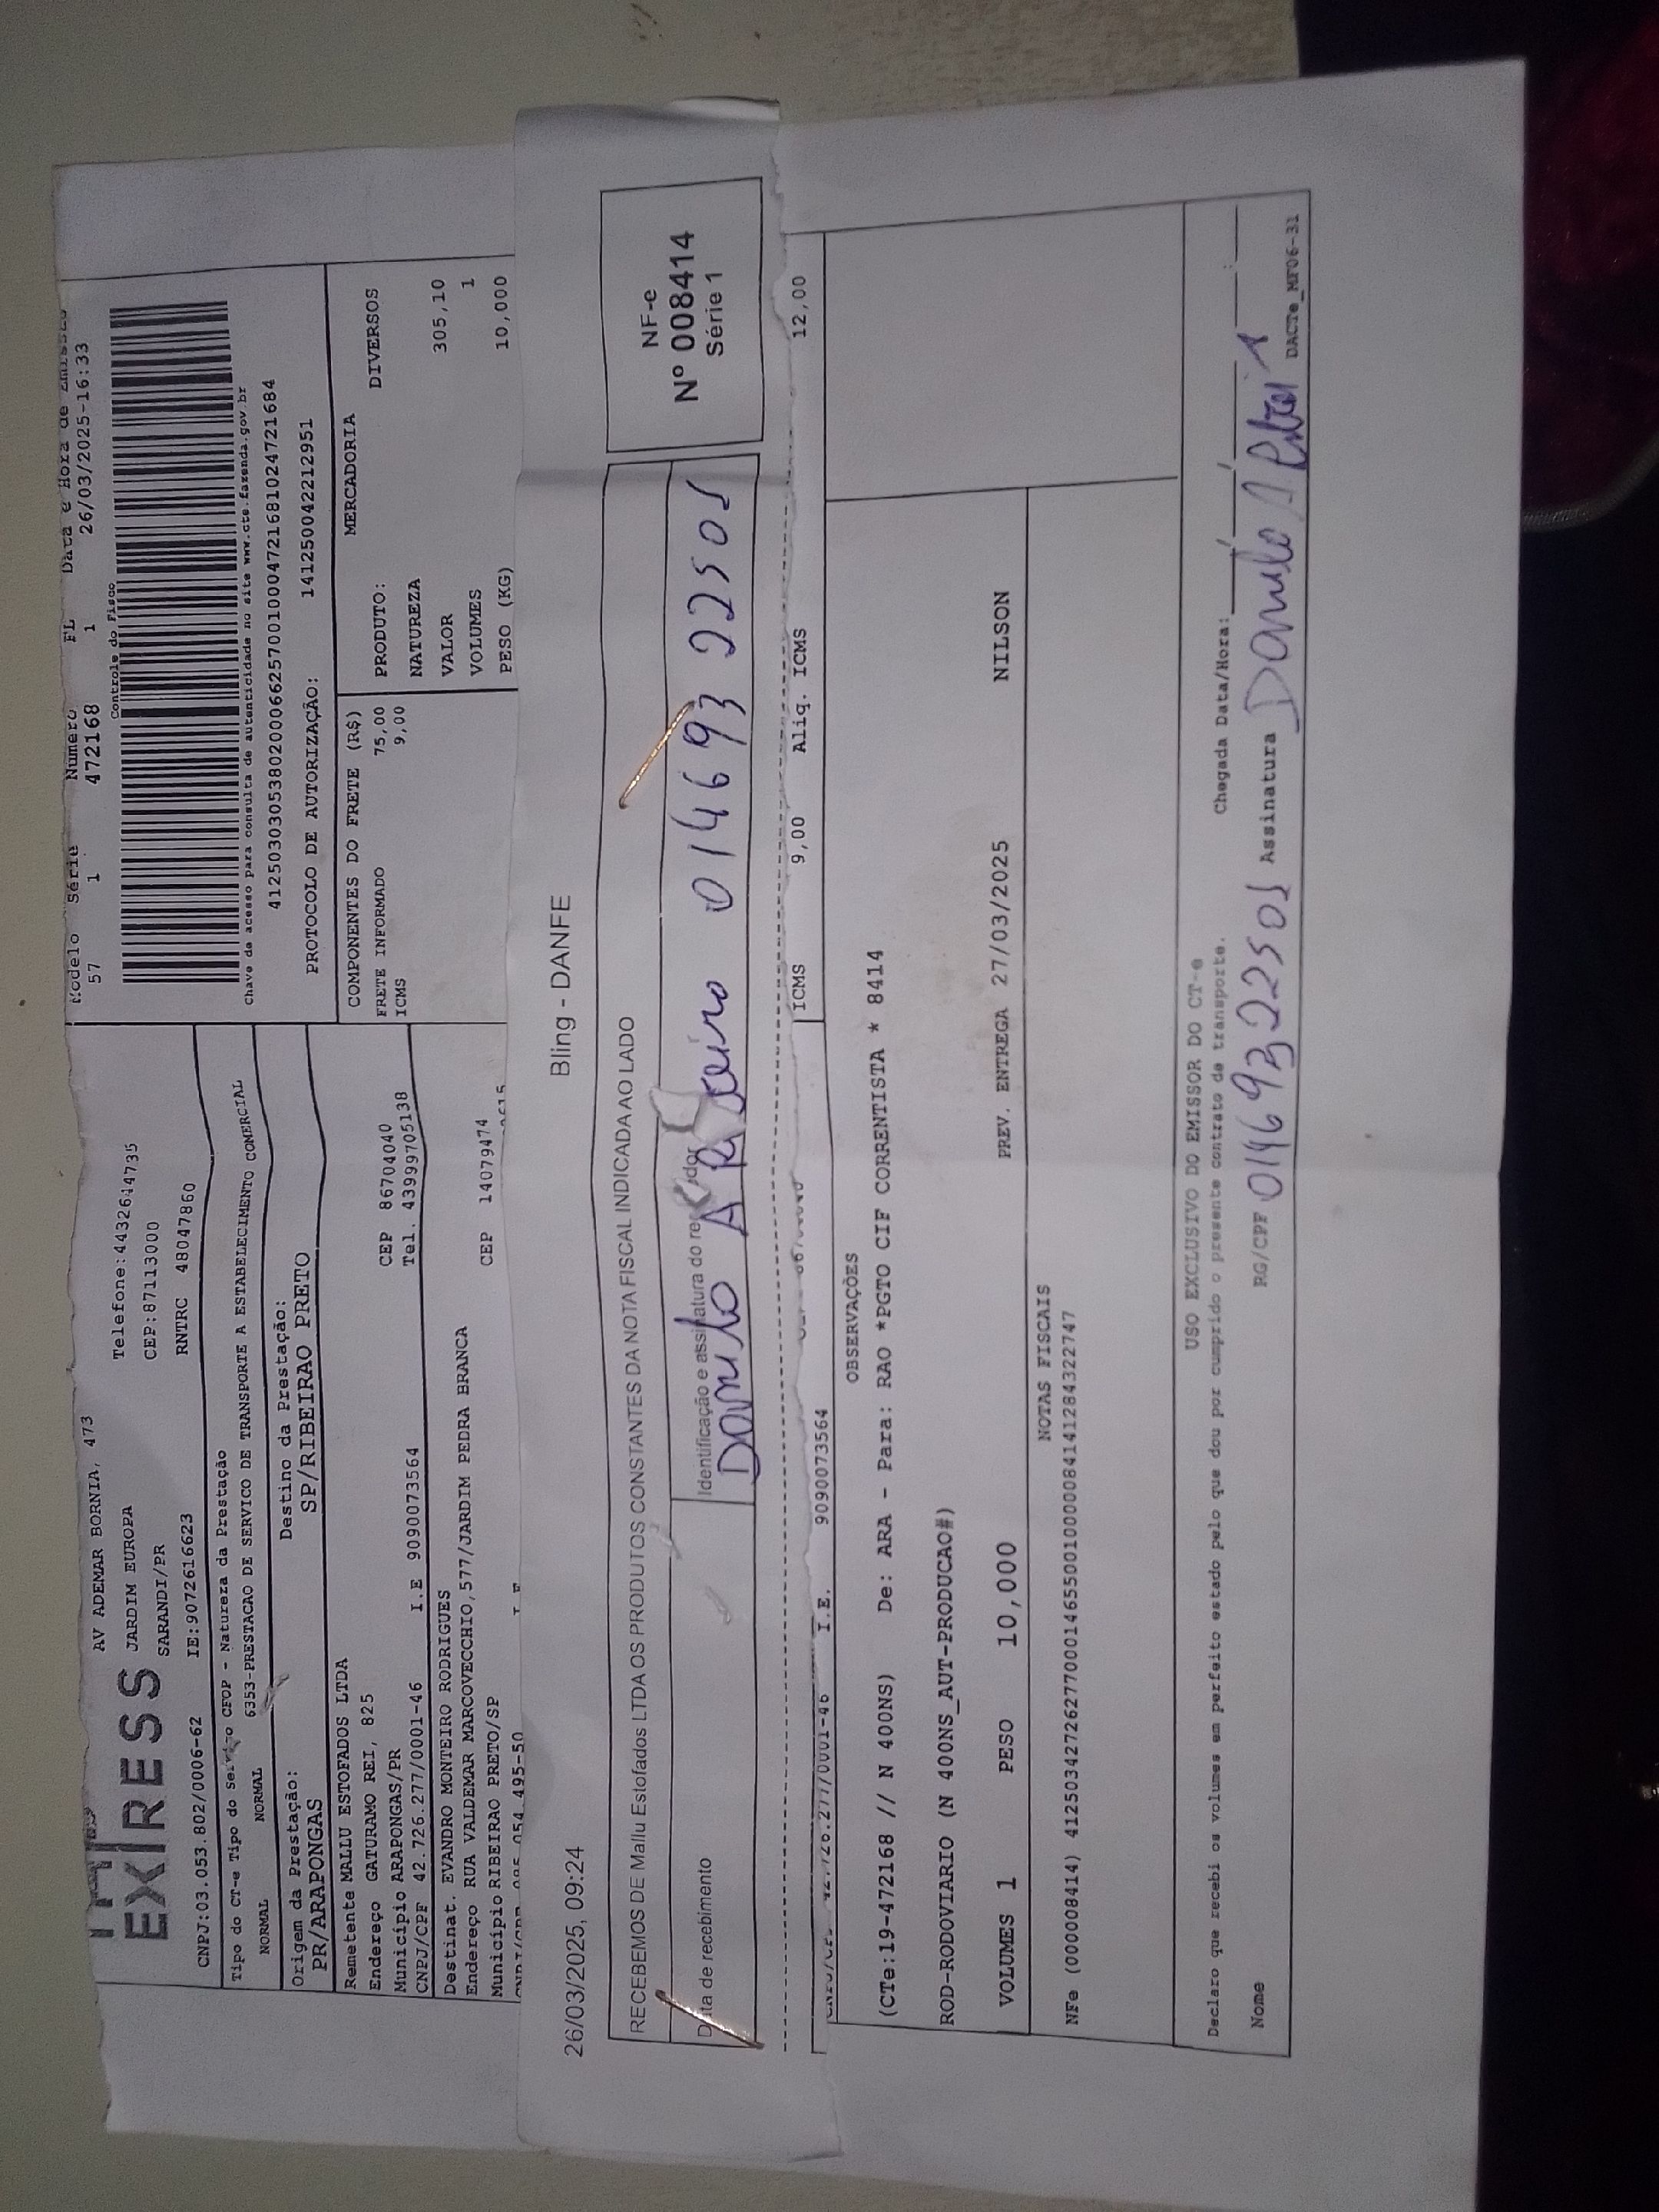 Modelo Série Numero FL Data e Hora de Emissão
57 1 472168 1 26/03/2025-16:33
Controle do Fisco
Chave de acesso para consulta de autenticidade no site www.cte.fazenda.gov.br
41250303053802000662570010004721681024721684
PROTOCOLO DE AUTORIZAÇÃO: 141250042212951
EXPRESS
AV ADEMAR BORNIA, 473
JARDIM EUROPA Telefone:4432614735
SARANDI/PR CEP:87113000
CNPJ:03.053.802/0006-62 IE:9072616623 RNTRC 48047860
Tipo do CT-e Tipo do Serviço CFOP - Natureza da Prestação
NORMAL NORMAL 6353-PRESTACAO DE SERVICO DE TRANSPORTE A ESTABELECIMENTO COMERCIAL
Origem da Prestação: Destino da Prestação:
PR/ARAPONGAS SP/RIBEIRAO PRETO
Remetente MALLU ESTOFADOS LTDA
Endereço GATURAMO REI, 825 CEP 86704040
Município ARAPONGAS/PR Tel. 43999705138
CNPJ/CPF 42.726.277/0001-46 I.E 9090073564
Destinat. EVANDRO MONTEIRO RODRIGUES
Endereço RUA VALDEMAR MARCOVECCHIO,577/JARDIM PEDRA BRANCA
Município RIBEIRAO PRETO/SP CEP 14079474
COMPONENTES DO FRETE (R$)
FRETE INFORMADO 75,00
ICMS 9,00
MERCADORIA
PRODUTO: DIVERSOS
NATUREZA
VALOR 305,10
VOLUMES 1
PESO (KG) 10,000
26/03/2025, 09:24 Bling - DANFE
RECEBEMOS DE Mallu Estofados LTDA OS PRODUTOS CONSTANTES DA NOTA FISCAL INDICADA AO LADO
Data de recebimento Identificação e assinatura do
Danilo A 01469322501
NF-e
Nº 008414
Série 1
I.E. 9090073564 ICMS 9,00 Aliq. ICMS 12,00
OBSERVAÇÕES
(CTe:19-472168 // N 400NS) De: ARA - Para: RAO *PGTO CIF CORRENTISTA * 8414
ROD-RODOVIARIO (N 400NS_AUT-PRODUCAO#)
VOLUMES 1 PESO 10,000 PREV. ENTREGA 27/03/2025 NILSON
NOTAS FISCAIS
NFe (000008414) 41250342726277000146550010000084141284322747
USO EXCLUSIVO DO EMISSOR DO CT-e
Declaro que recebi os volumes em perfeito estado pelo que dou por cumprido o presente contrato de transporte. Chegada Data/Hora: __/__/__ __:__
Nome RG/CPF 01469322501 Assinatura Danilo A
DACTe_MF06-31